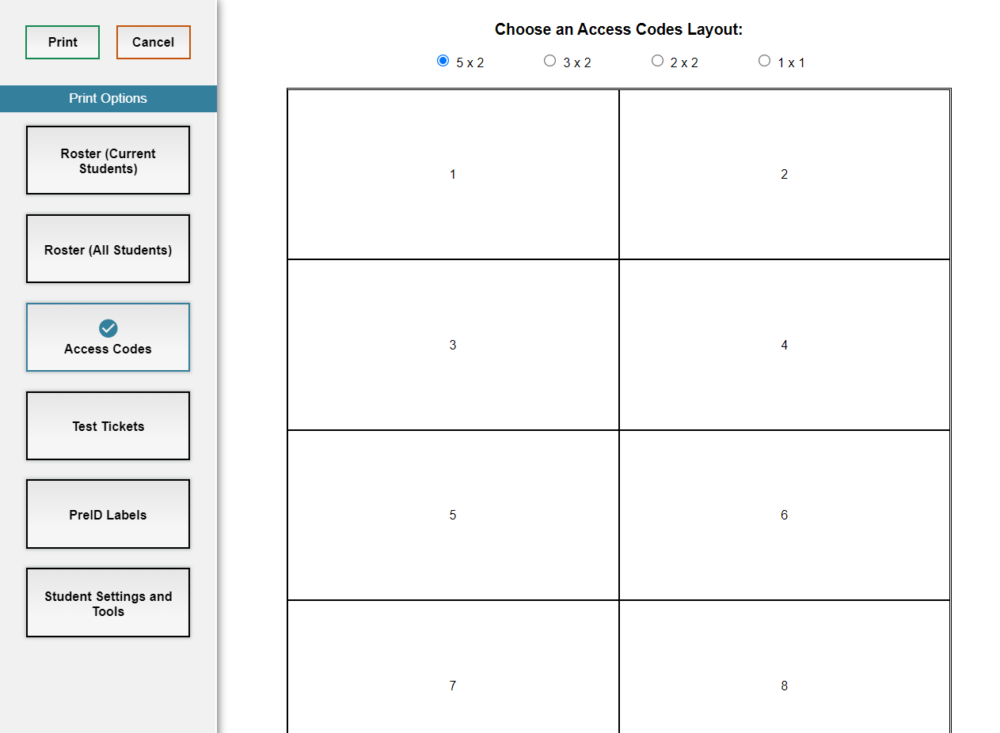 Print
Cancel
Print Options
Roster (Current
Students)
Roster (All Students)
Access Codes
Test Tickets
PreID Labels
Student Settings and
Tools
Choose an Access Codes Layout:
5 x 2
3 x 2
2 x 2
1 x 1
1
2
3
4
5
6
7
8